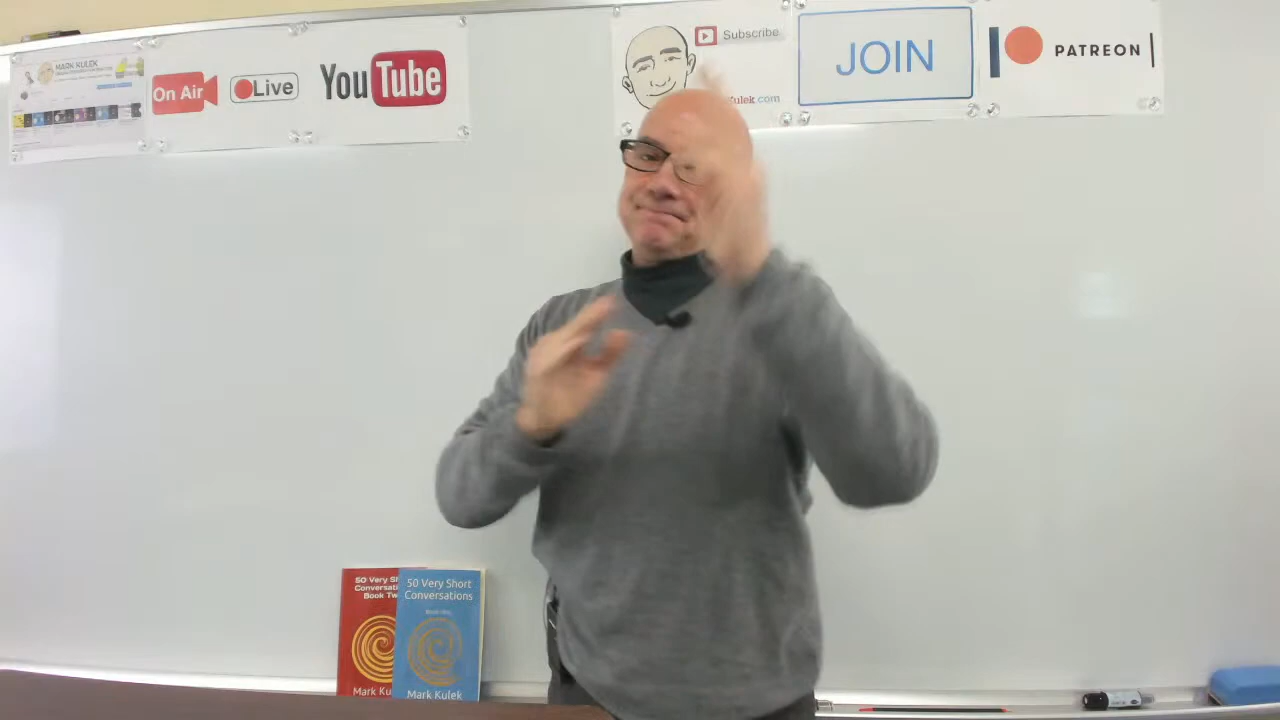 MARK KULEK
On Air
Live
YouTube
Subscribe
Kulek.com
JOIN
PATREON
50 Very Sh
Conversati
Book Tw
Mark Ku
50 Very Short
Conversations
Mark Kulek